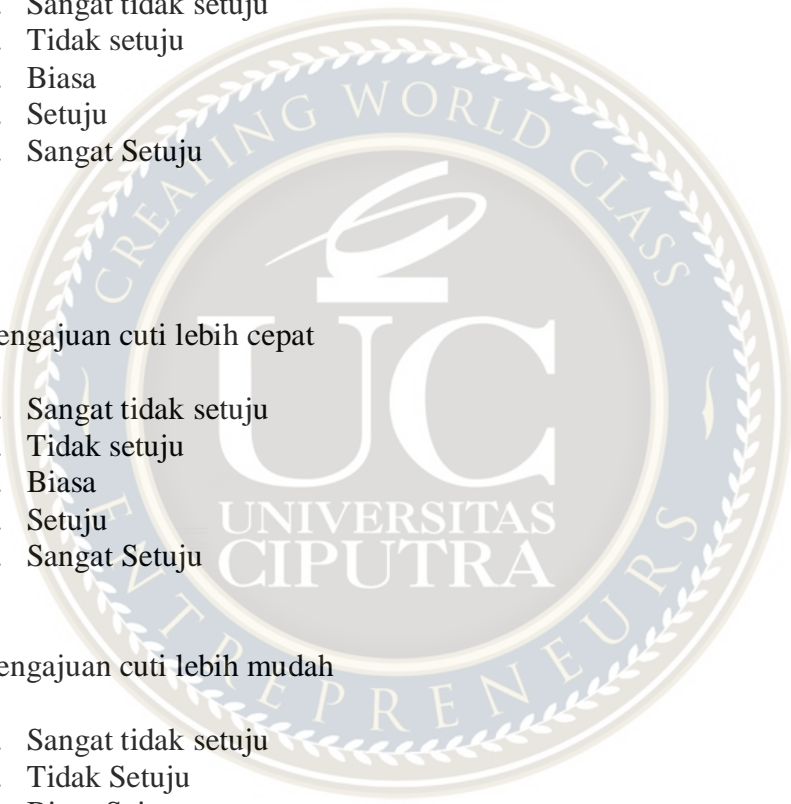 . Sangat tidak setuju
. Tidak setuju
. Biasa
. Setuju
. Sangat Setuju
engajuan cuti lebih cepat
. Sangat tidak setuju
. Tidak setuju
. Biasa
. Setuju
. Sangat Setuju
engajuan cuti lebih mudah
. Sangat tidak setuju
. Tidak Setuju
CREATING WORLD CLASS
UC
UNIVERSITAS
CIPUTRA
ENTREPRENEURS